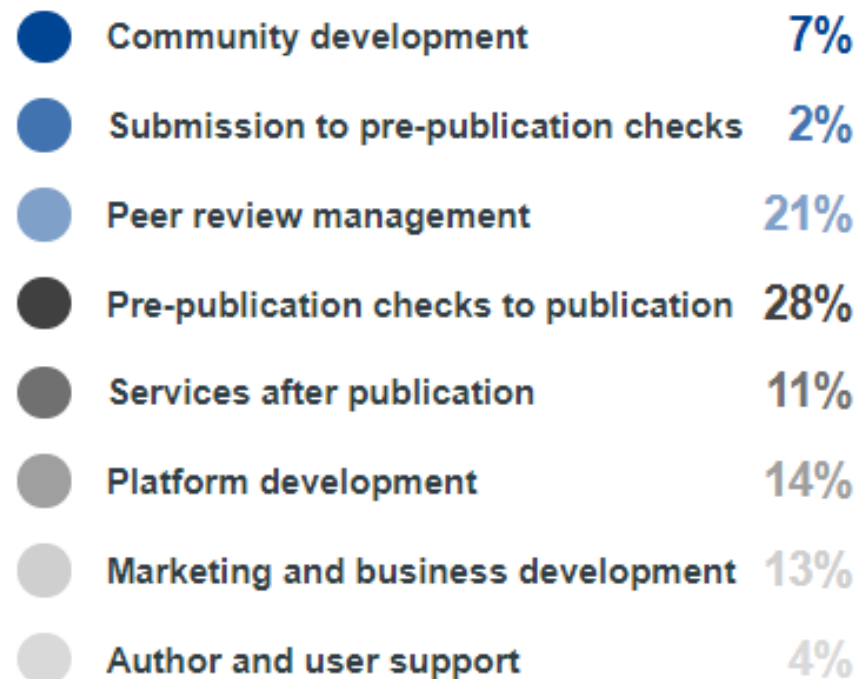 Community development 7%
Submission to pre-publication checks 2%
Peer review management 21%
Pre-publication checks to publication 28%
Services after publication 11%
Platform development 14%
Marketing and business development 13%
Author and user support 4%